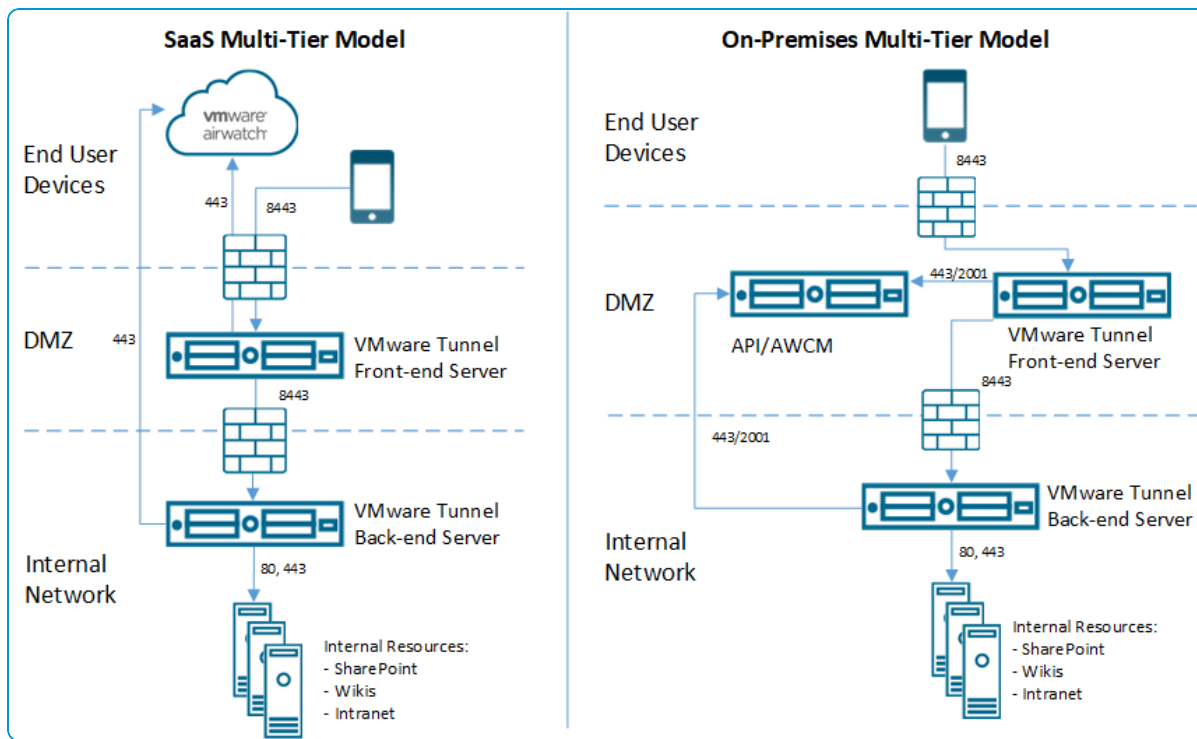 SaaS Multi-Tier Model
vmware®
airwatch™
End User
Devices
443
8443
DMZ
443
VMware Tunnel
Front-end Server
8443
VMware Tunnel
Back-end Server
Internal
Network
80, 443
Internal Resources:
- SharePoint
- Wikis
- Intranet
On-Premises Multi-Tier Model
End User
Devices
8443
443/2001
DMZ
API/AWCM
VMware Tunnel
Front-end Server
8443
443/2001
VMware Tunnel
Back-end Server
Internal
Network
80, 443
Internal Resources:
- SharePoint
- Wikis
- Intranet